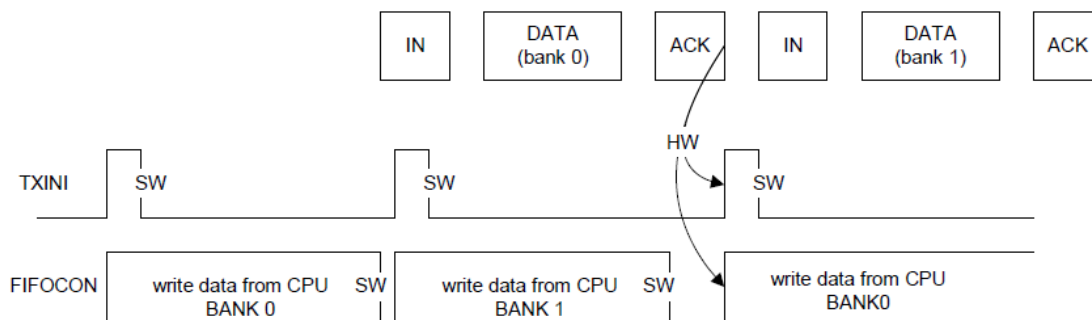 IN
DATA
(bank 0)
ACK
IN
DATA
(bank 1)
ACK
HW
TXINI
SW
SW
SW
FIFOCON
write data from CPU
BANK 0
SW
write data from CPU
BANK 1
SW
write data from CPU
BANK0